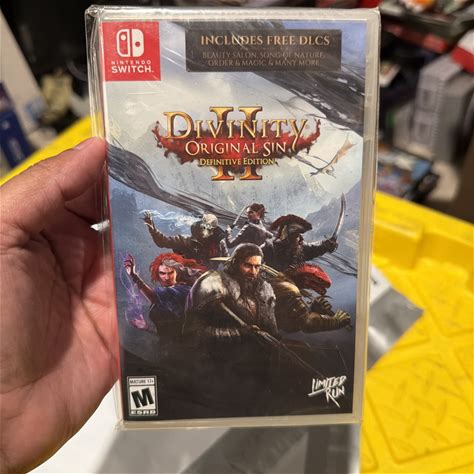 INCLUDES FREE DLCS
BEAUTY SALON, SONG OF NATURE,
ORDER & MAGIC & MANY MORE
NINTENDO
SWITCH™
DIVINITY
II
ORIGINAL SIN
DEFINITIVE EDITION
MATURE 17+
M
ESRB
LIMITED
RUN